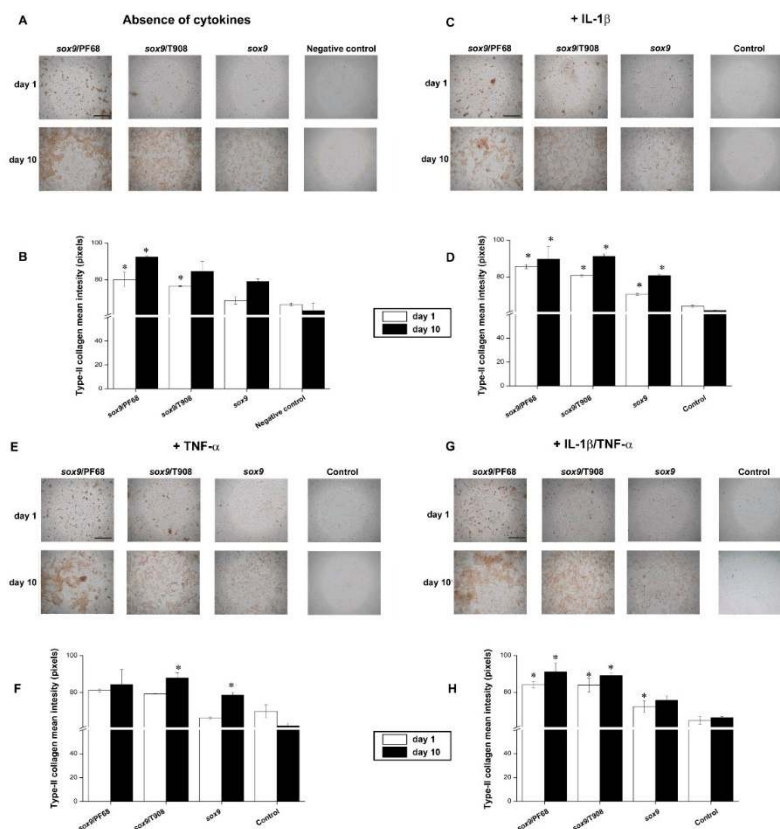 A
Absence of cytokines
sox9/PF68 sox9/T908 sox9 Negative control
day 1
day 10
C
+ IL-1β
sox9/PF68 sox9/T908 sox9 Control
day 1
day 10
B
Type-II collagen mean intesity (pixels)
100
80
60
40
20
0
sox9/PF68 sox9/T908 sox9 Negative control
* * *
day 1
day 10
D
Type-II collagen mean intesity (pixels)
100
80
60
40
20
0
sox9/PF68 sox9/T908 sox9 Control
* * * * * *
E
+ TNF-α
sox9/PF68 sox9/T908 sox9 Control
day 1
day 10
G
+ IL-1β/TNF-α
sox9/PF68 sox9/T908 sox9 Control
day 1
day 10
F
Type-II collagen mean intesity (pixels)
100
80
60
40
20
0
sox9/PF68 sox9/T908 sox9 Control
* *
day 1
day 10
H
Type-II collagen mean intesity (pixels)
100
80
60
40
20
0
sox9/PF68 sox9/T908 sox9 Control
* * * * *